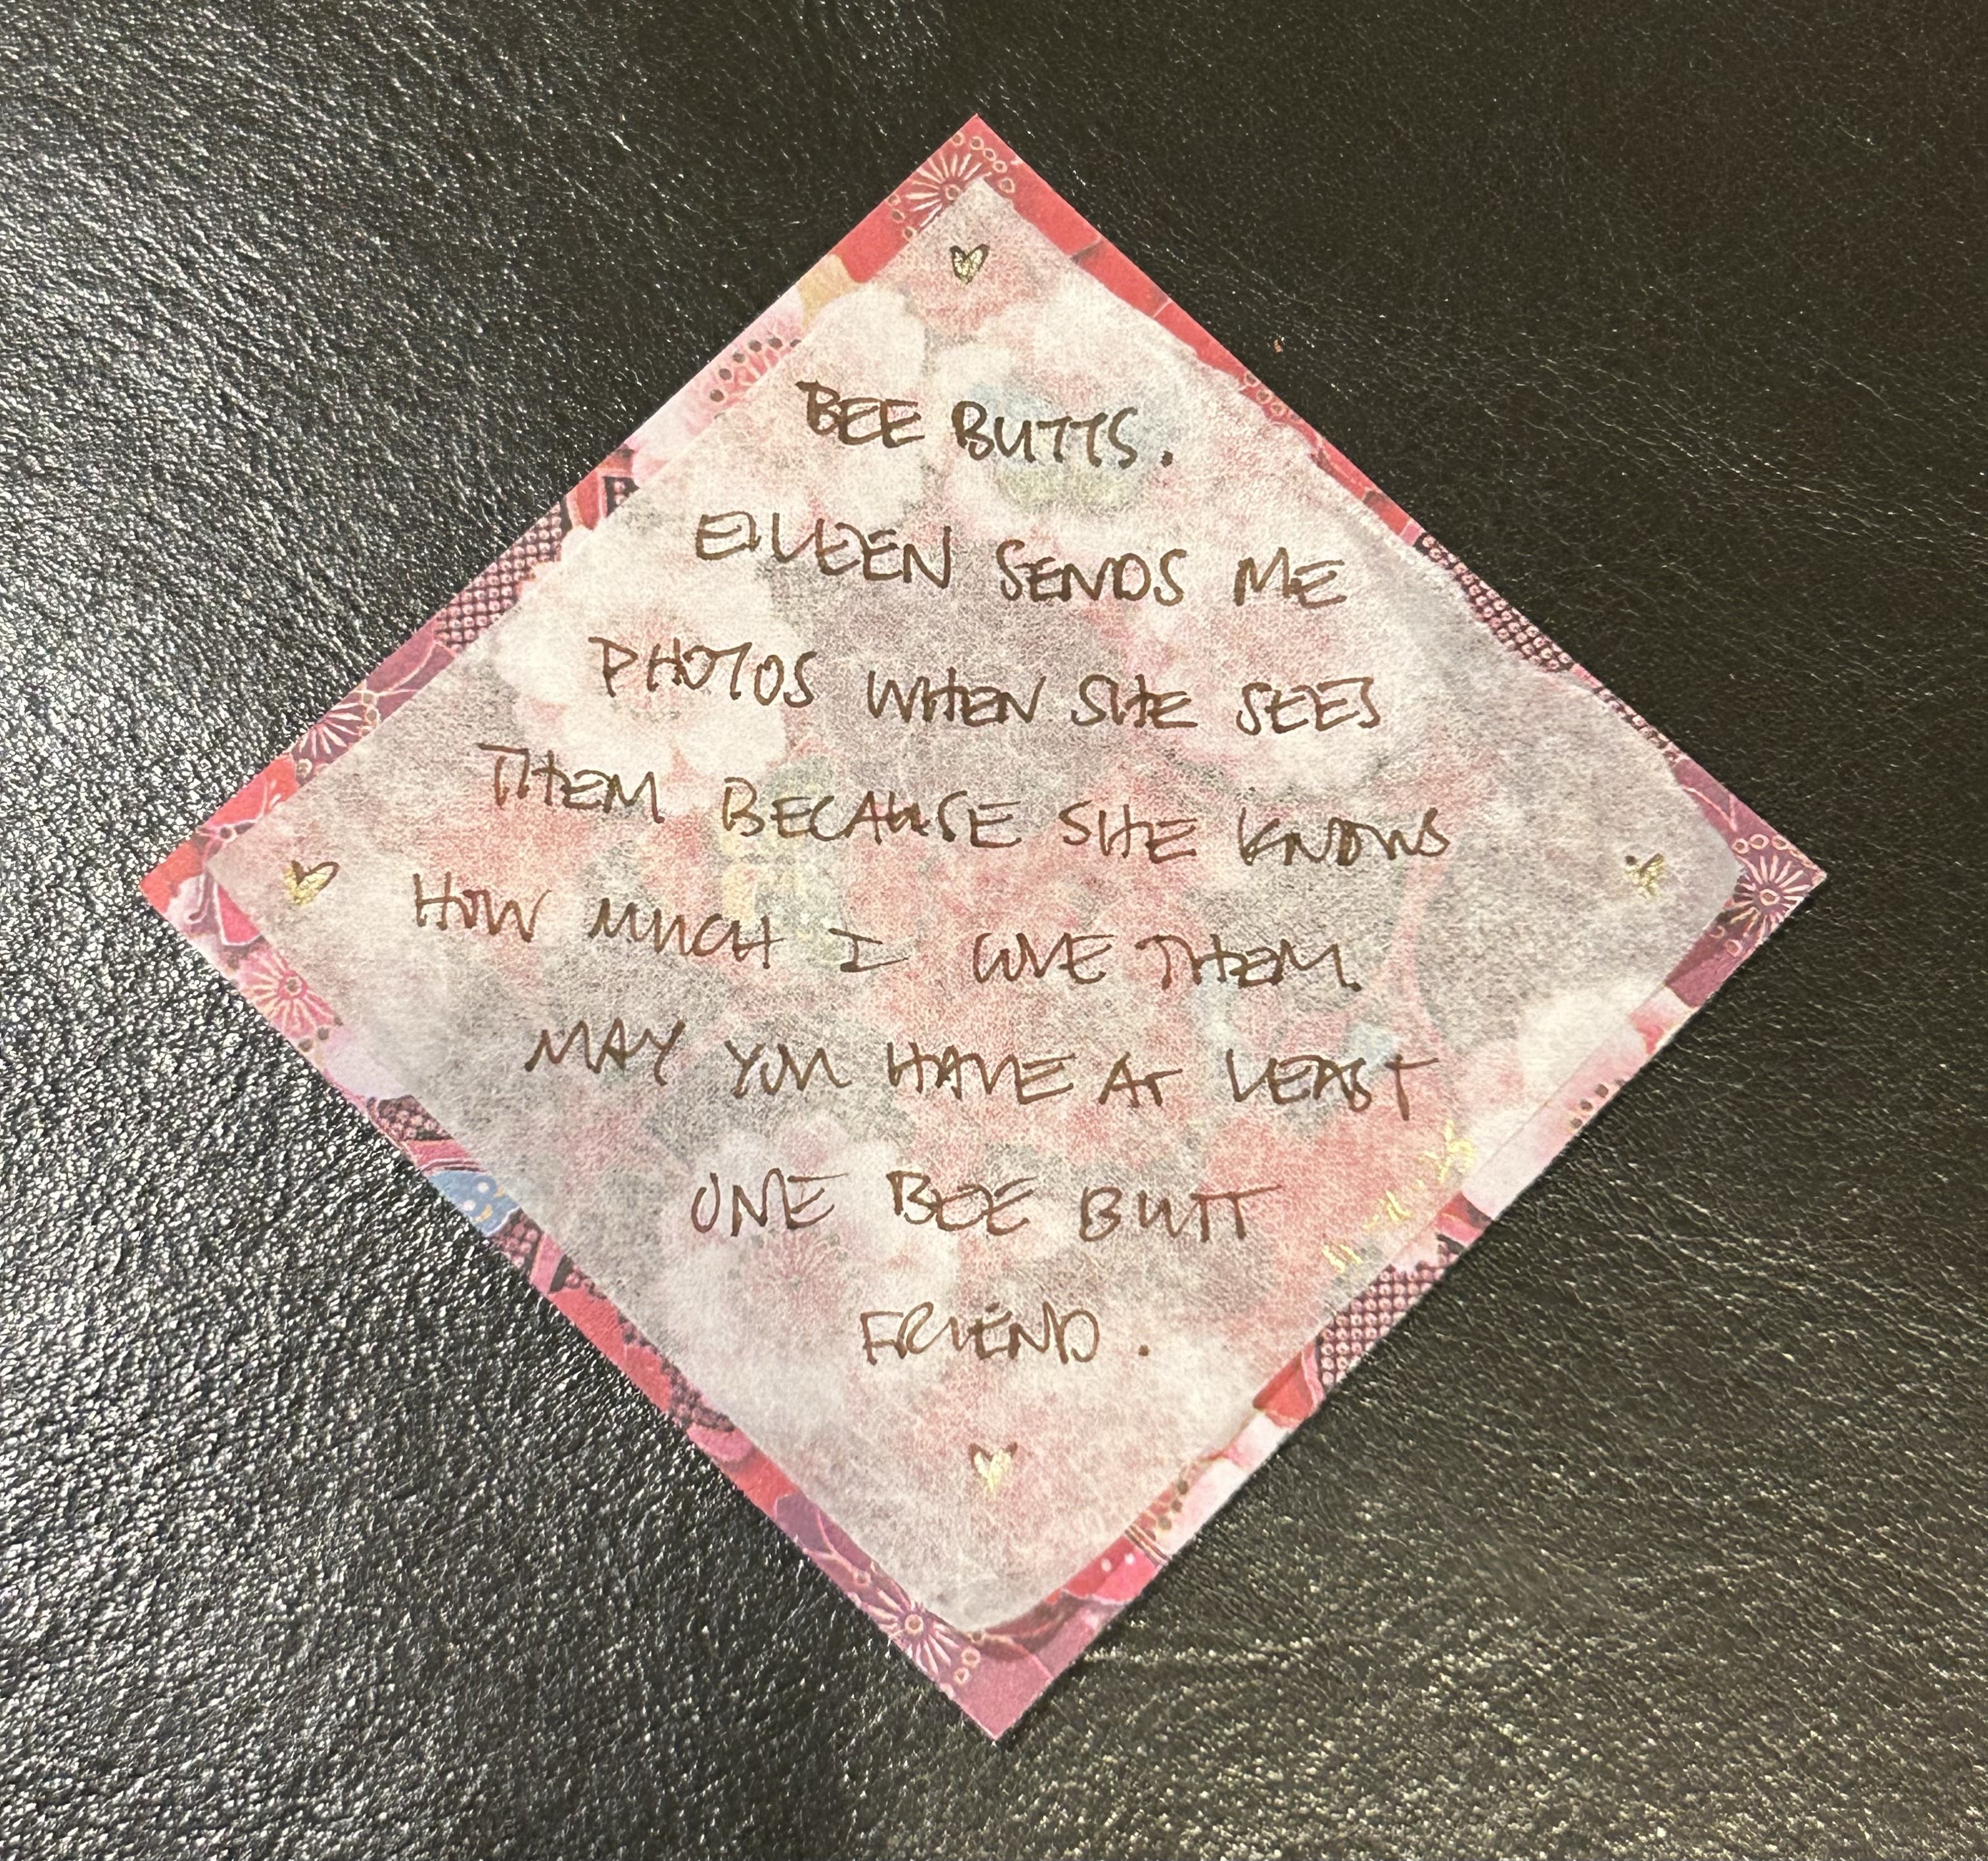 BEE BUTTS.
EILEEN SENDS ME
PHOTOS WHEN SHE SEES
THEM BECAUSE SHE KNOWS
HOW MUCH I LOVE THEM.
MAY YOU HAVE AT LEAST
ONE BEE BUTT
FRIEND.